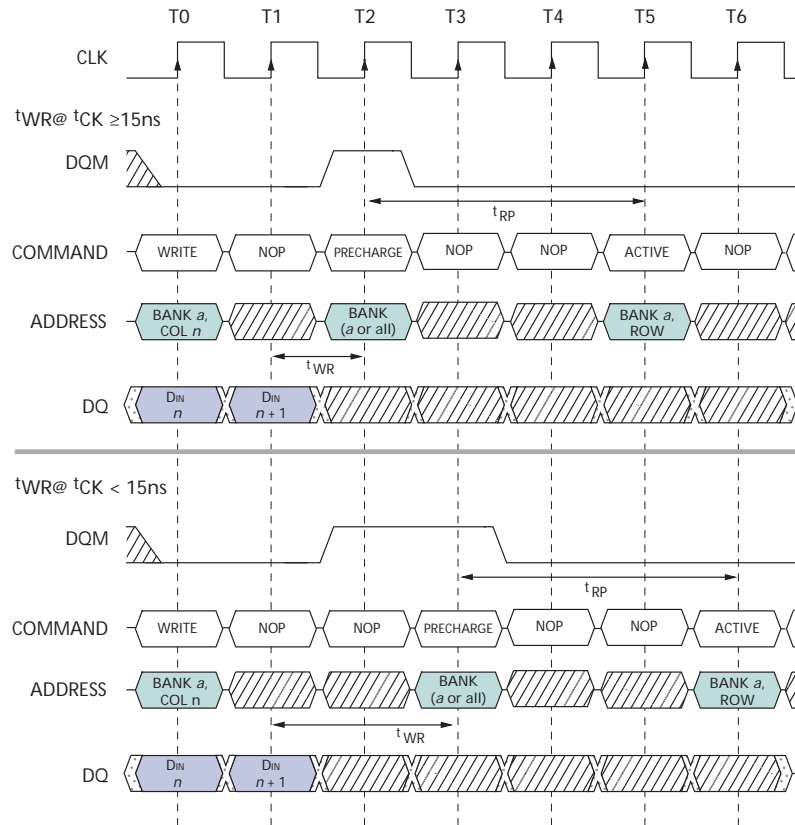 T0 T1 T2 T3 T4 T5 T6
CLK
tWR@ tCK ≥15ns
DQM
tRP
COMMAND WRITE NOP PRECHARGE NOP NOP ACTIVE NOP
ADDRESS BANK a, COL n BANK (a or all) BANK a, ROW
tWR
DQ DIN n DIN n + 1
tWR@ tCK < 15ns
DQM
tRP
COMMAND WRITE NOP NOP PRECHARGE NOP NOP ACTIVE
ADDRESS BANK a, COL n BANK (a or all) BANK a, ROW
tWR
DQ DIN n DIN n + 1